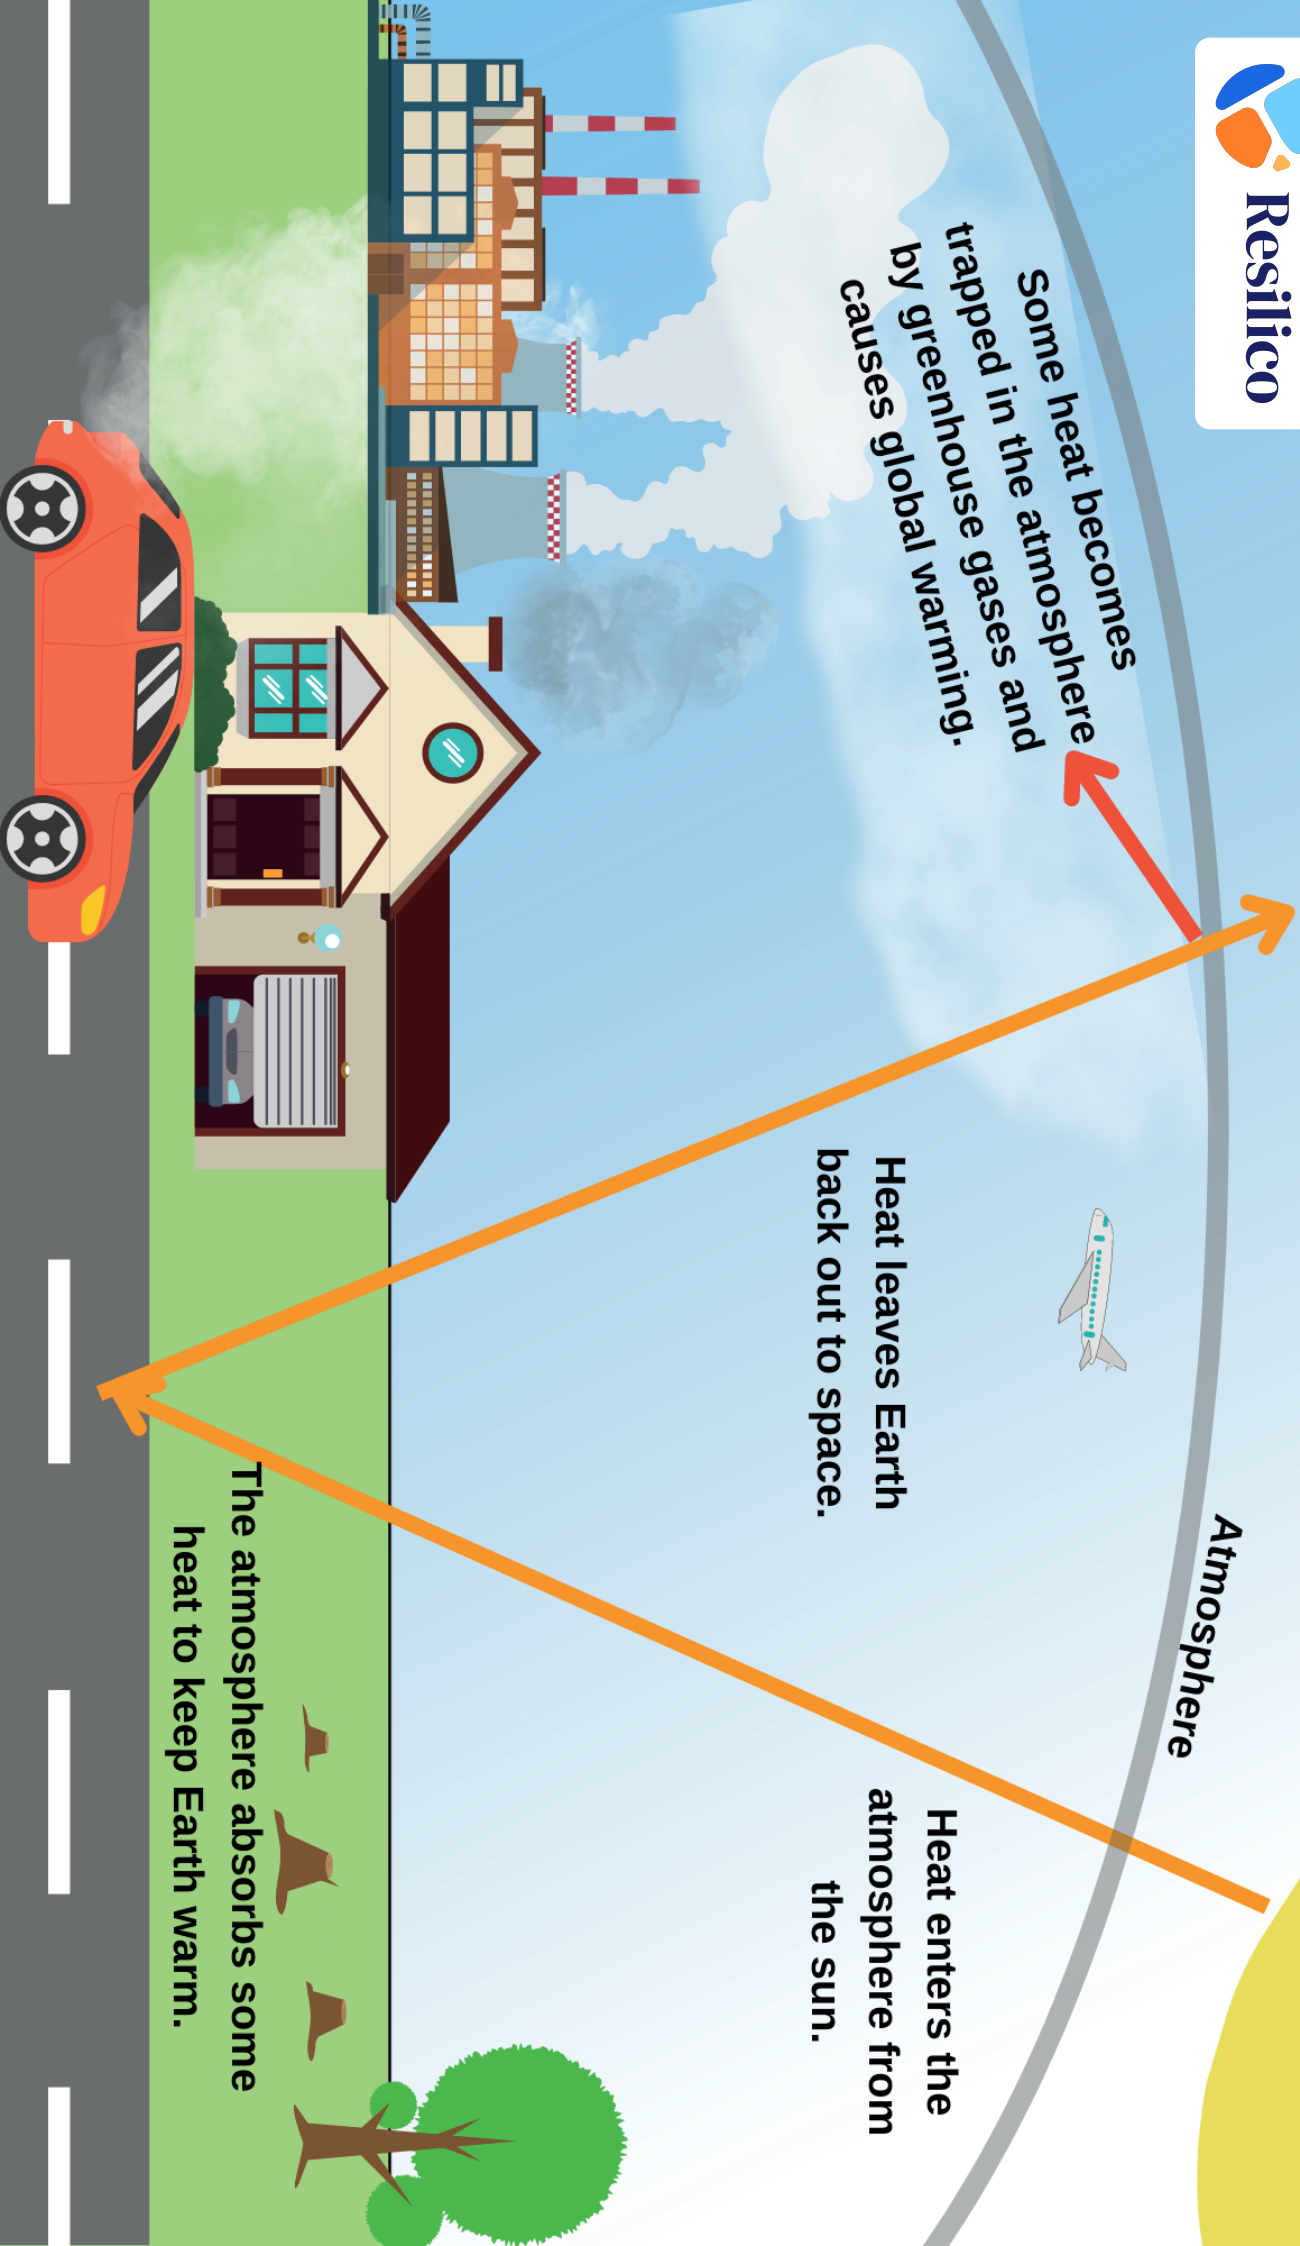 Resilico
Some heat becomes
trapped in the atmosphere
by greenhouse gases and
causes global warming.
Heat leaves Earth
back out to space.
Atmosphere
Heat enters the
atmosphere from
the sun.
The atmosphere absorbs some
heat to keep Earth warm.